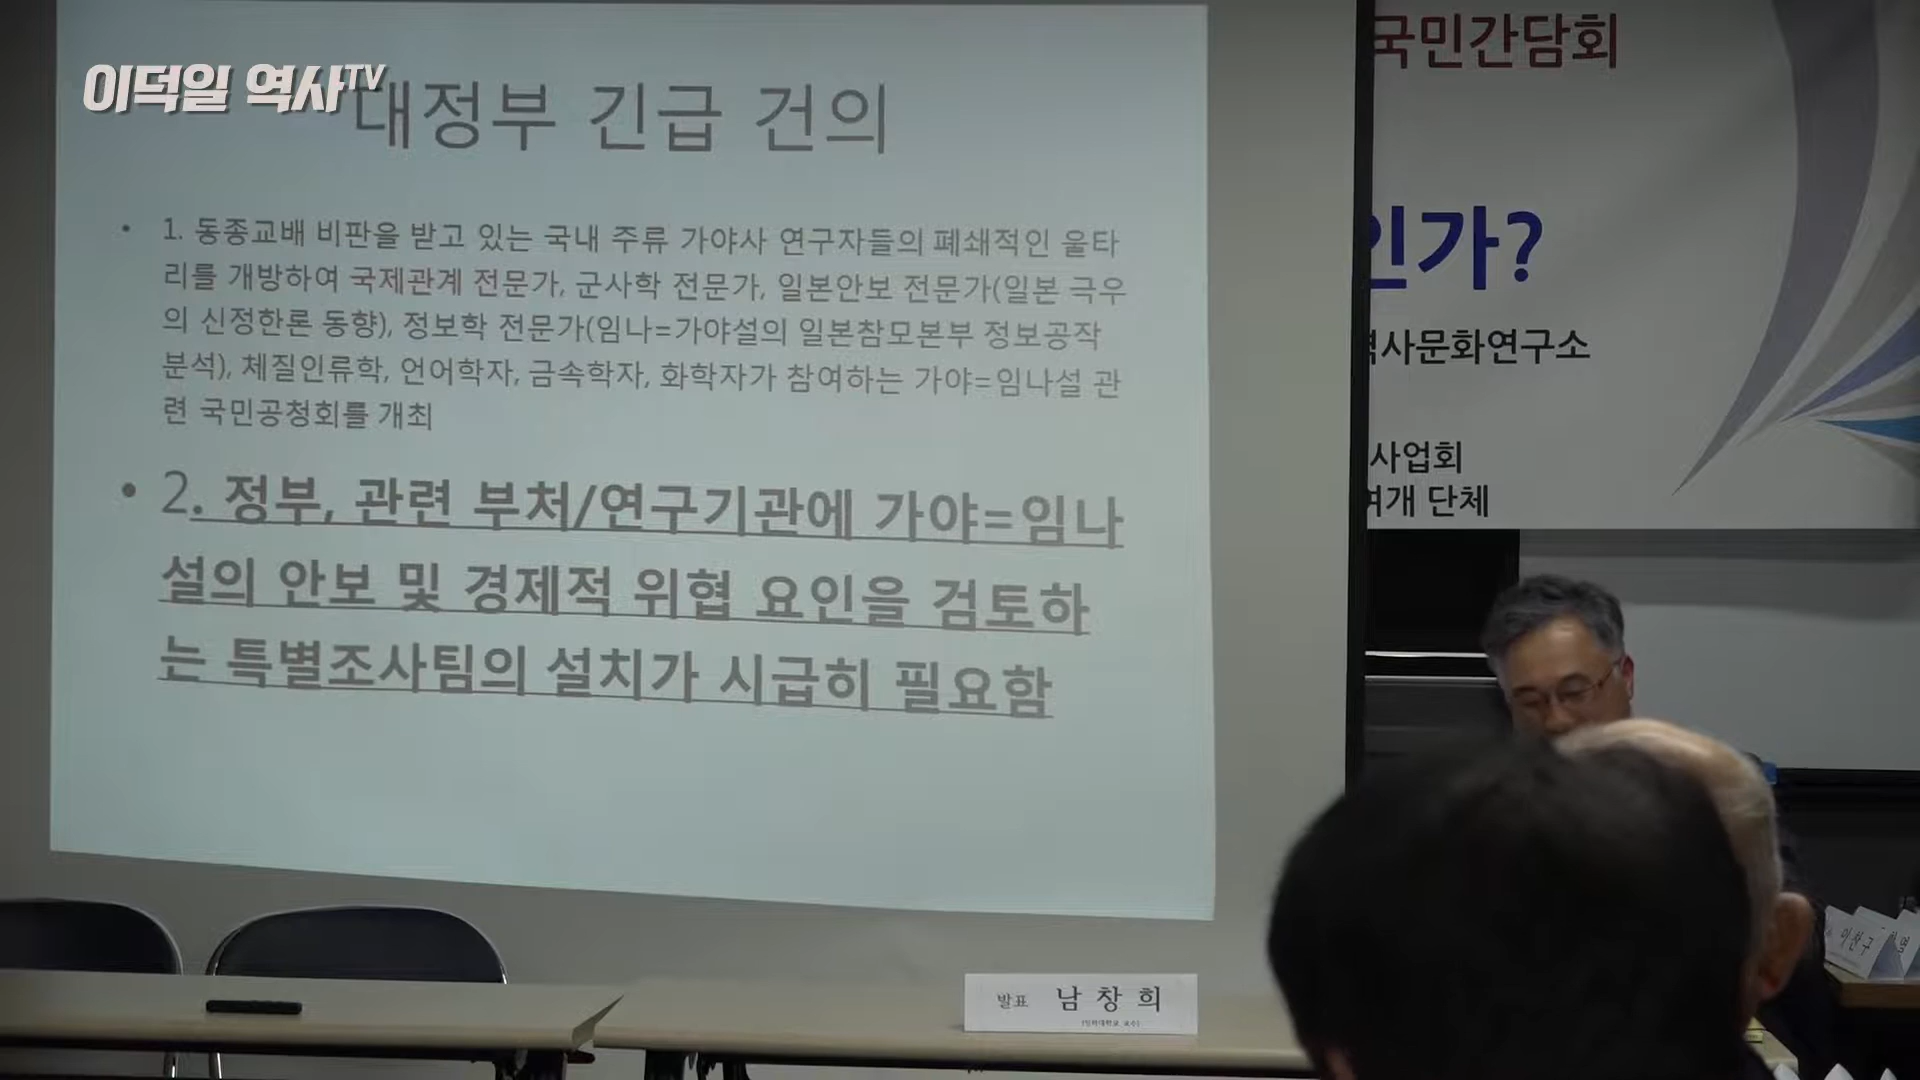 이덕일 역사TV
대정부 긴급 건의
• 1. 동종교배 비판을 받고 있는 국내 주류 가야사 연구자들의 폐쇄적인 울타
리를 개방하여 국제관계 전문가, 군사학 전문가, 일본안보 전문가(일본 극우
의 신정한론 동향), 정보학 전문가(임나=가야설의 일본참모본부 정보공작
분석), 체질인류학, 언어학자, 금속학자, 화학자가 참여하는 가야=임나설 관
련 국민공청회를 개최
• 2. 정부, 관련 부처/연구기관에 가야=임나
설의 안보 및 경제적 위협 요인을 검토하
는 특별조사팀의 설치가 시급히 필요함
국민간담회
인가?
역사문화연구소
사업회
여개 단체
발표 남 창 희
(인하대학교 교수)